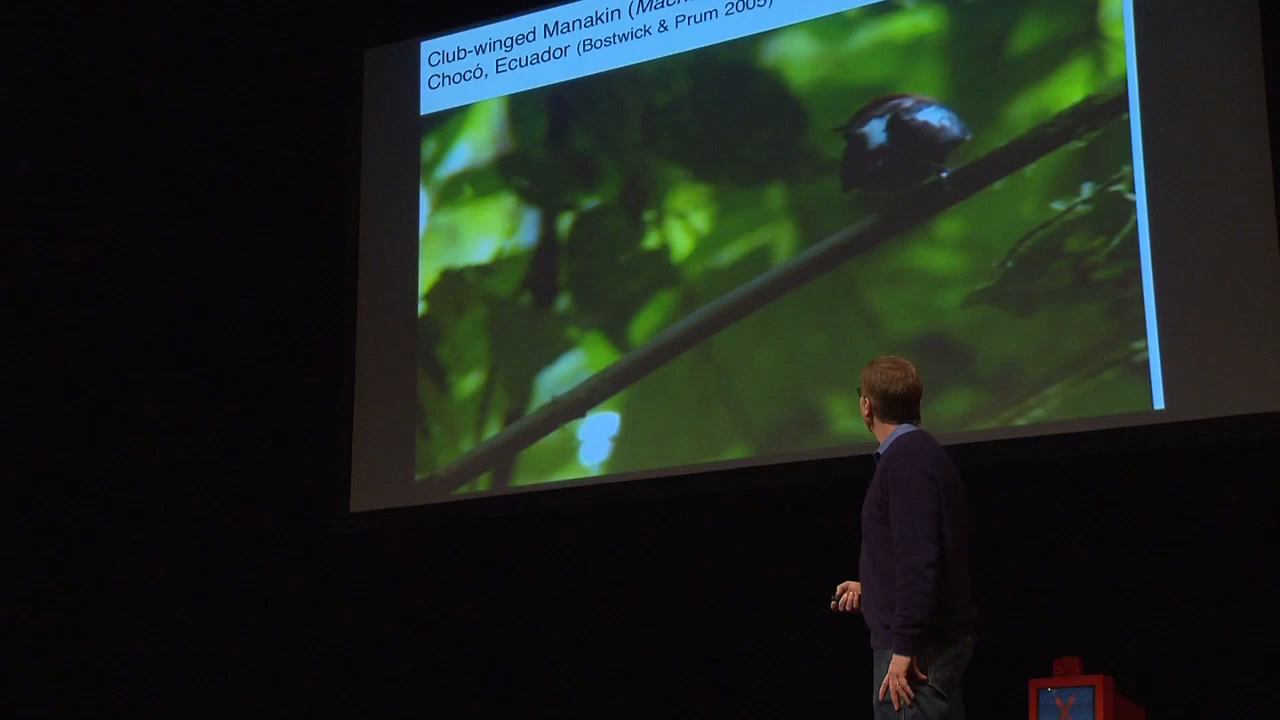 Club-winged Manakin (
Chocó, Ecuador (Bostwick & Prum 2005)
X